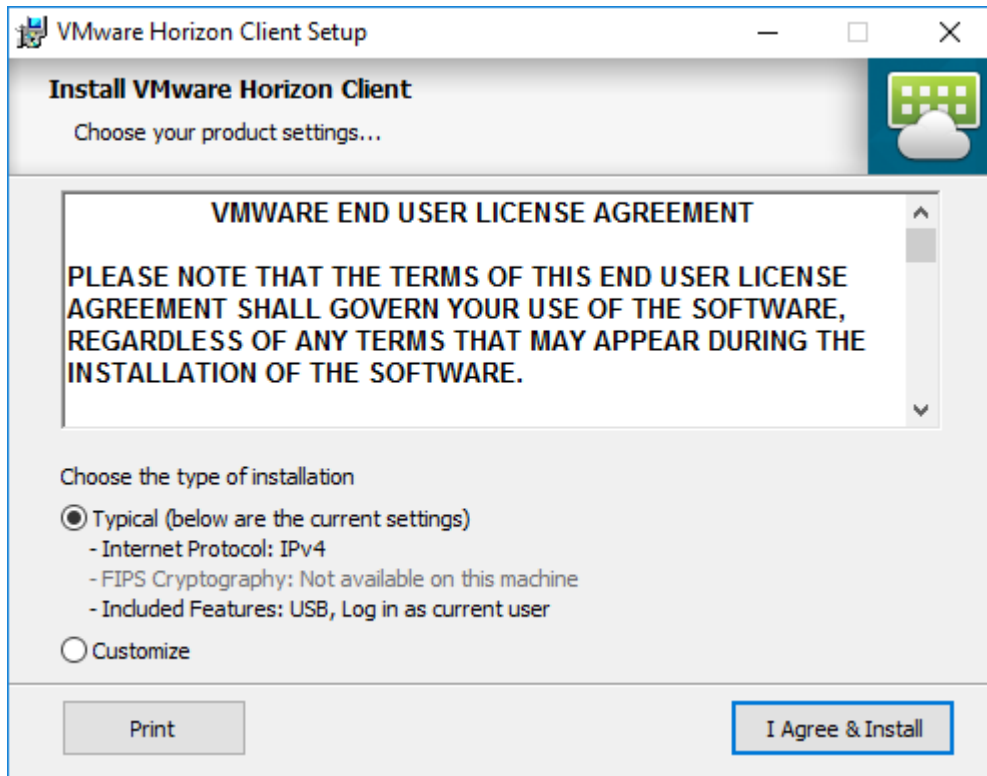 VMware Horizon Client Setup
Install VMware Horizon Client
Choose your product settings...
VMWARE END USER LICENSE AGREEMENT
PLEASE NOTE THAT THE TERMS OF THIS END USER LICENSE
AGREEMENT SHALL GOVERN YOUR USE OF THE SOFTWARE,
REGARDLESS OF ANY TERMS THAT MAY APPEAR DURING THE
INSTALLATION OF THE SOFTWARE.
Choose the type of installation
Typical (below are the current settings)
- Internet Protocol: IPv4
- FIPS Cryptography: Not available on this machine
- Included Features: USB, Log in as current user
Customize
Print
I Agree & Install